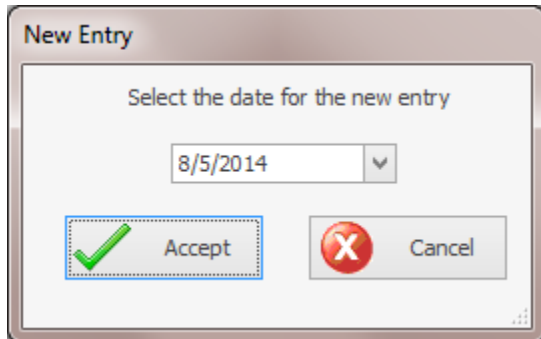 New Entry
Select the date for the new entry
8/5/2014
Accept
Cancel